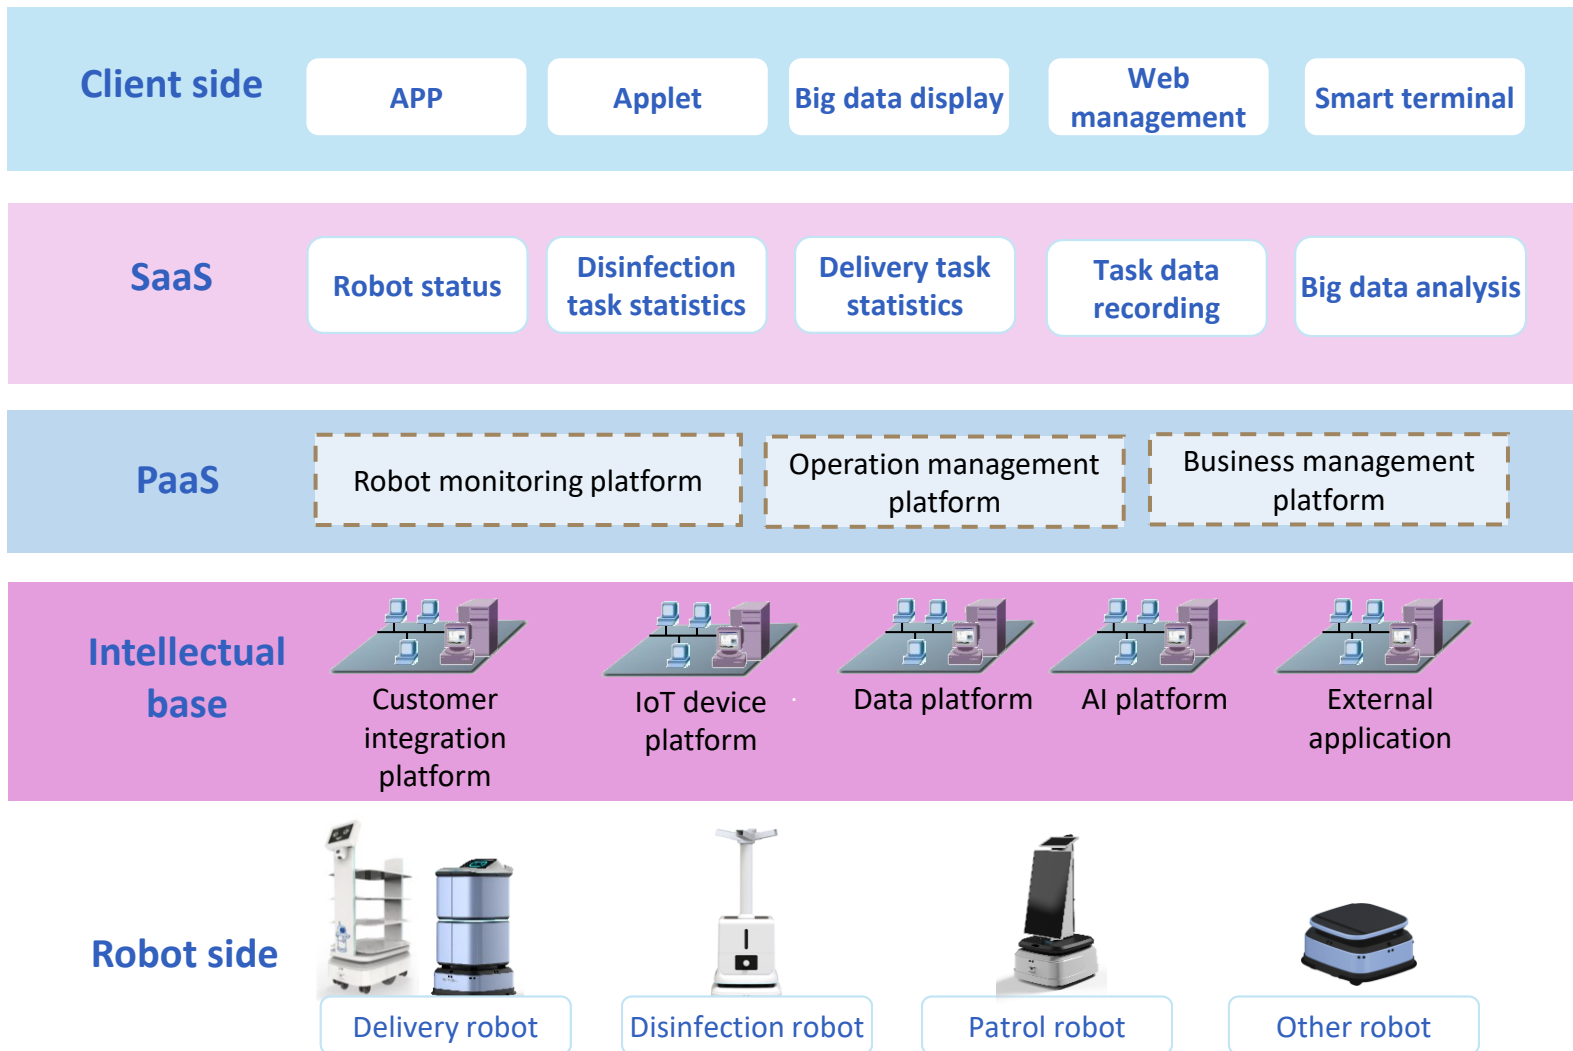 Client side
APP
Applet
Big data display
Web
management
Smart terminal
SaaS
Robot status
Disinfection
task statistics
Delivery task
statistics
Task data
recording
Big data analysis
PaaS
Robot monitoring platform
Operation management
platform
Business management
platform
Intellectual
base
Customer
integration
platform
IoT device
platform
Data platform
AI platform
External
application
Robot side
Delivery robot
Disinfection robot
Patrol robot
Other robot